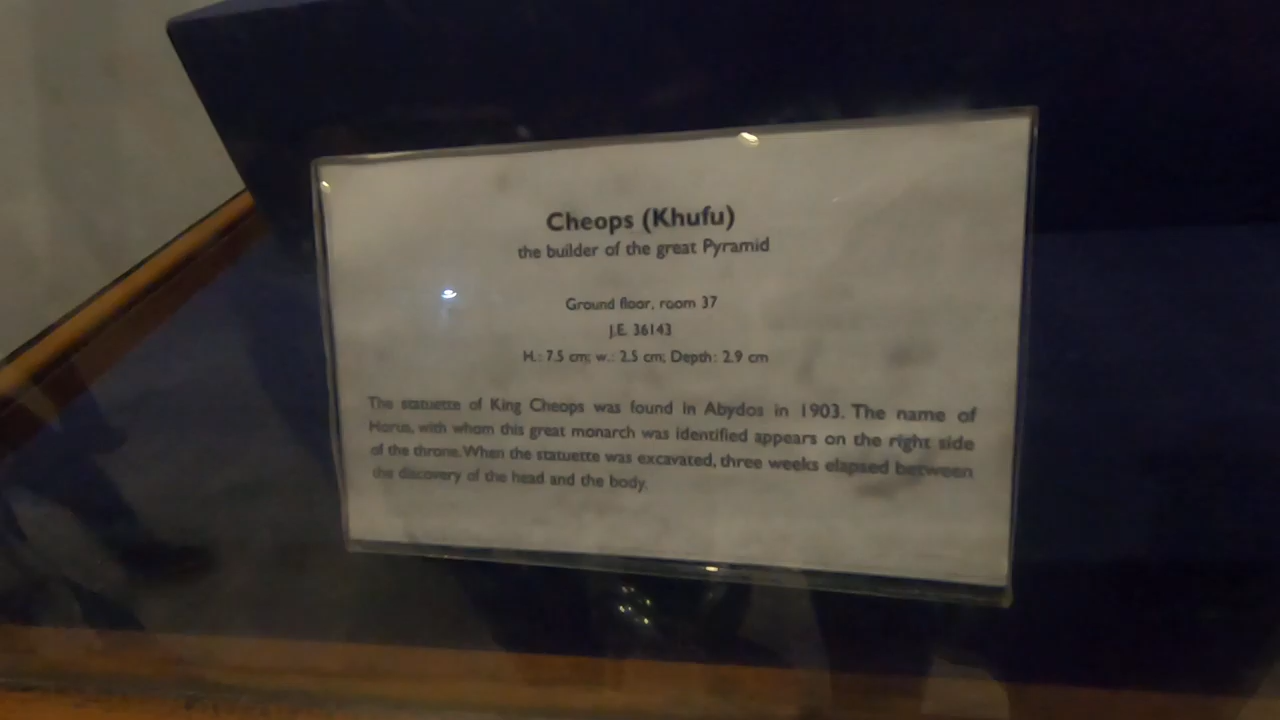 Cheops (Khufu)
the builder of the great Pyramid
Ground floor, room 37
J.E. 36143
H.: 7.5 cm; w.: 2.5 cm; Depth: 2.9 cm
The statuette of King Cheops was found in Abydos in 1903. The name of
Horus, with whom this great monarch was identified appears on the right side
of the throne. When the statuette was excavated, three weeks elapsed between
the discovery of the head and the body.